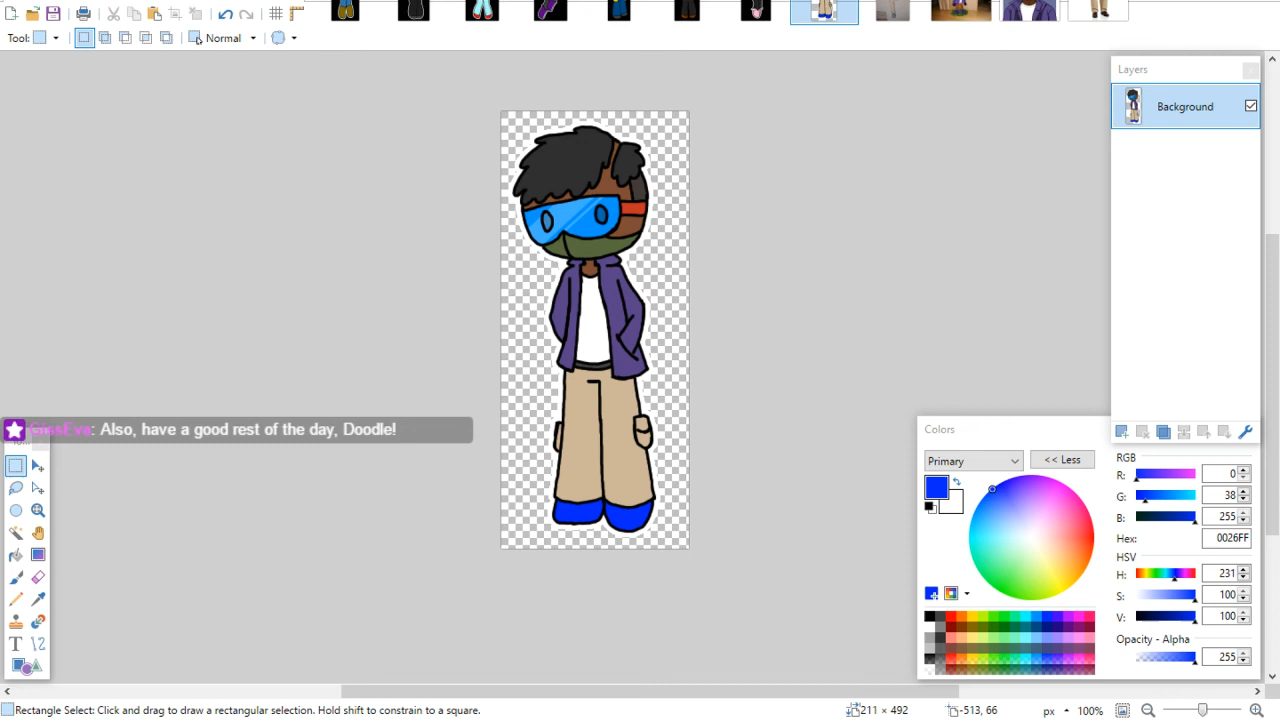 Tool:
Normal
Layers
Background
GissEva: Also, have a good rest of the day, Doodle!
Colors
Primary
<< Less
RGB
R: 0
G: 38
B: 255
Hex: 0026FF
HSV
H: 231
S: 100
V: 100
Opacity - Alpha
255
Rectangle Select: Click and drag to draw a rectangular selection. Hold shift to constrain to a square.
211 × 492
-513, 66
px
100%